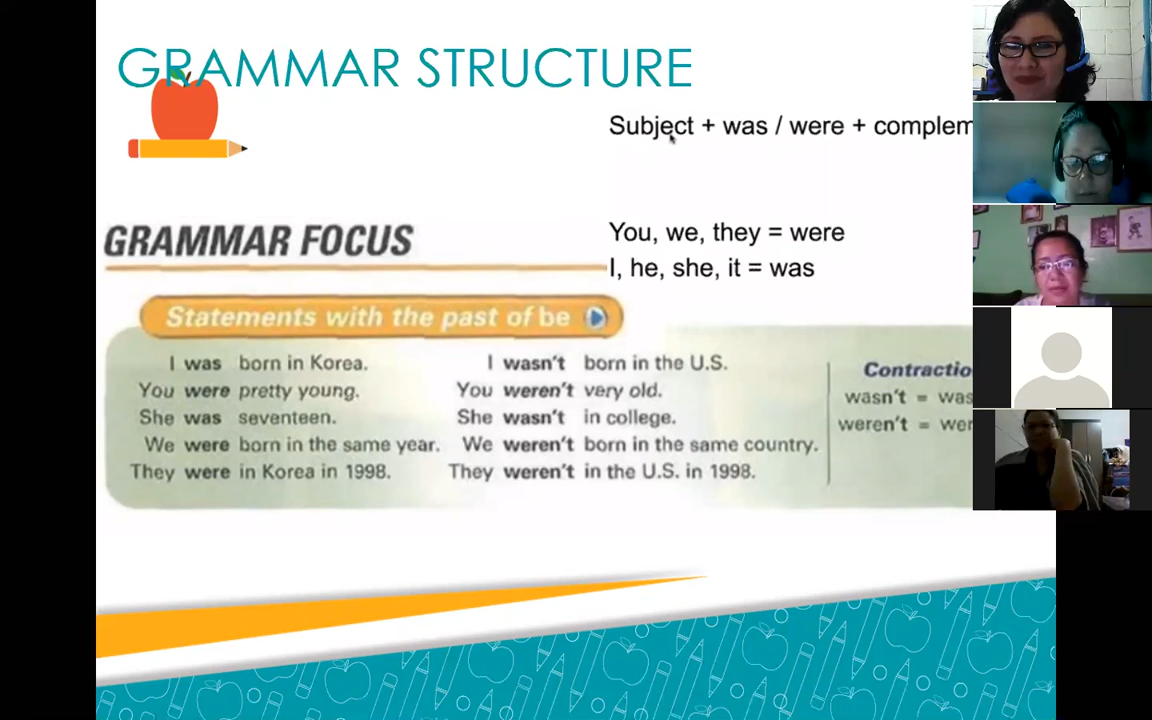 GRAMMAR STRUCTURE
Subject + was / were + complem
You, we, they = were
I, he, she, it = was
GRAMMAR FOCUS
Statements with the past of be
I was born in Korea.
You were pretty young.
She was seventeen.
We were born in the same year.
They were in Korea in 1998.
I wasn't born in the U.S.
You weren't very old.
She wasn't in college.
We weren't born in the same country.
They weren't in the U.S. in 1998.
Contractio
wasn't = was
weren't = wer